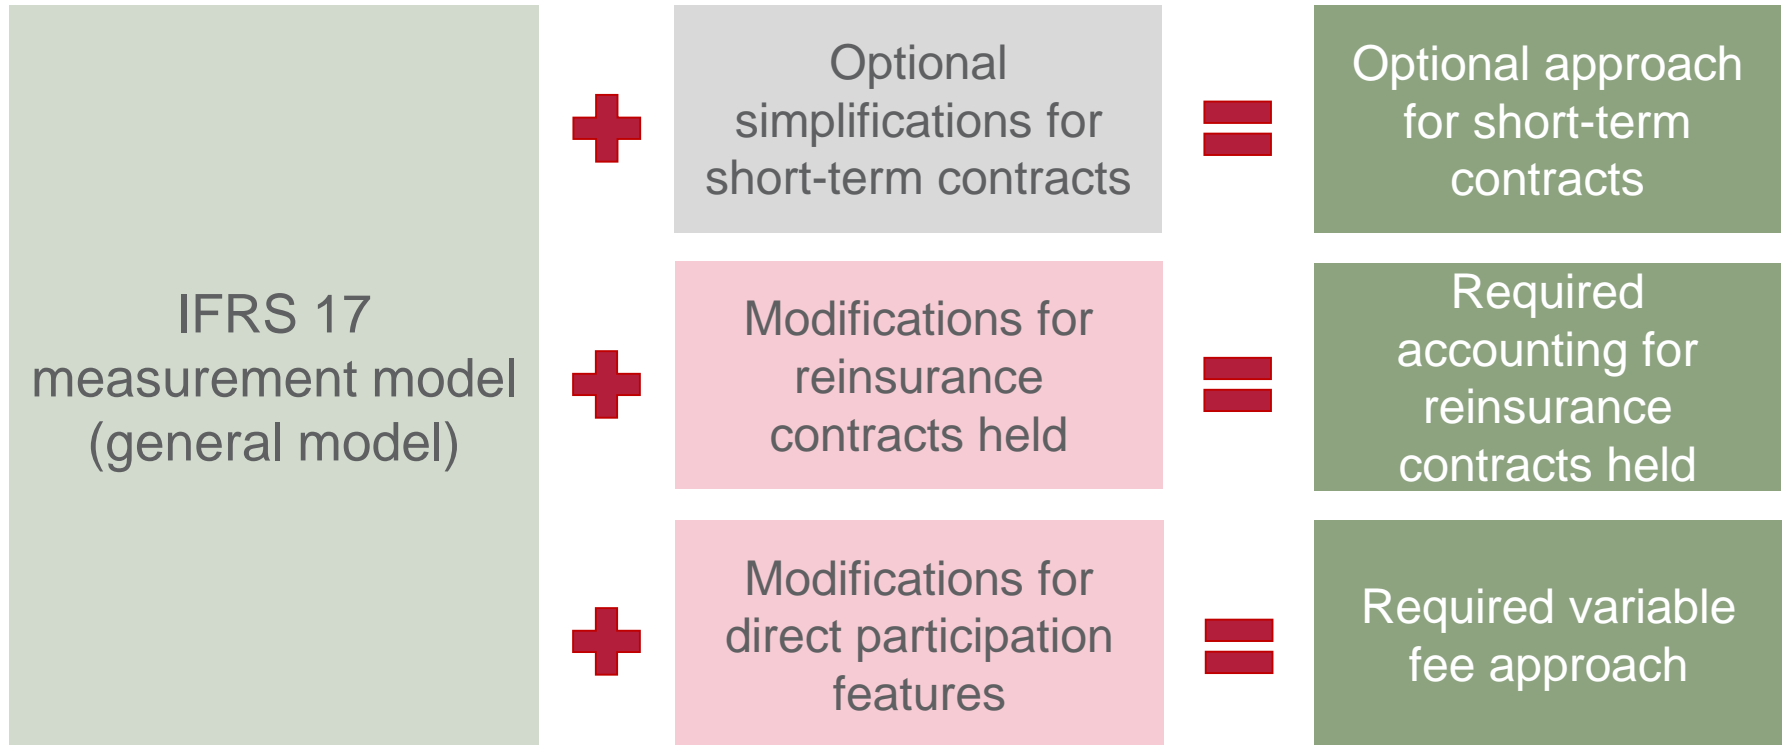 IFRS 17
measurement model
(general model)
Optional
simplifications for
short-term contracts
Optional approach
for short-term
contracts
Modifications for
reinsurance
contracts held
Required
accounting for
reinsurance
contracts held
Modifications for
direct participation
features
Required variable
fee approach